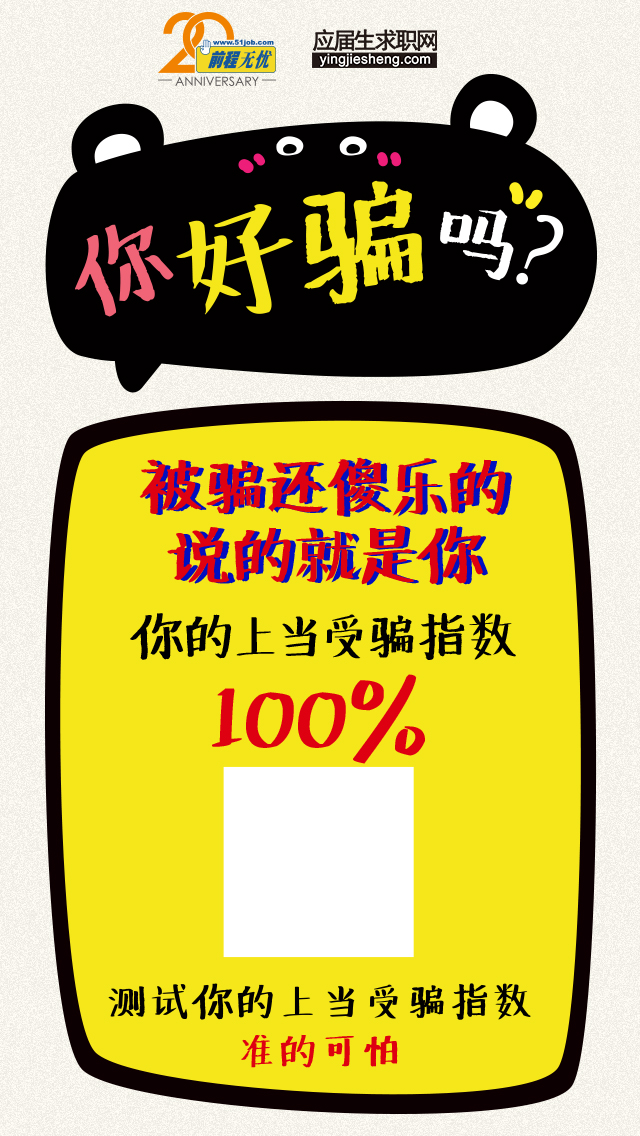 20
www.51job.com
前程无忧
ANNIVERSARY
应届生求职网
yingjiesheng.com
你好骗吗?
被骗还傻乐的
说的就是你
你的上当受骗指数
100%
测试你的上当受骗指数
准的可怕